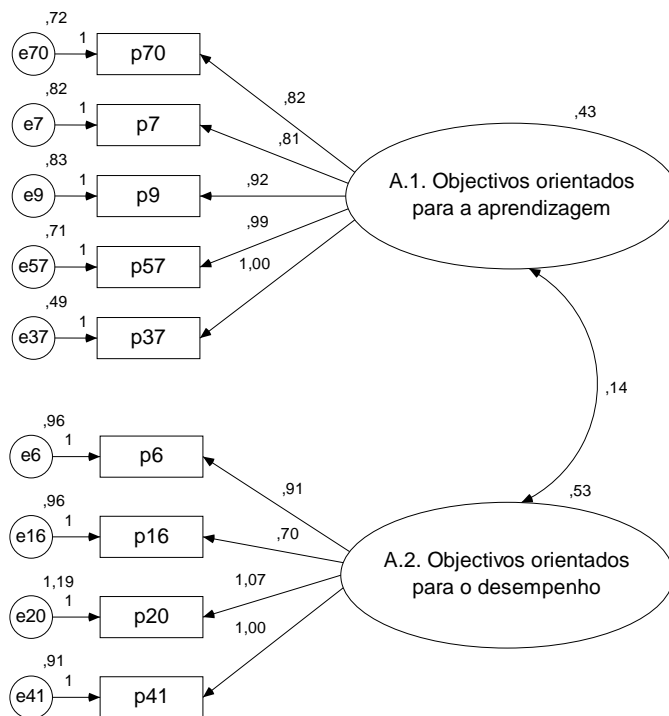 ,72
e70 1 p70
,82
e7 1 p7
,83
e9 1 p9
,71
e57 1 p57
,49
e37 1 p37
,82
,81
,92
,99
1,00
,43
A.1. Objectivos orientados
para a aprendizagem
,14
,96
e6 1 p6
,96
e16 1 p16
1,19
e20 1 p20
,91
e41 1 p41
,91
,70
1,07
1,00
,53
A.2. Objectivos orientados
para o desempenho